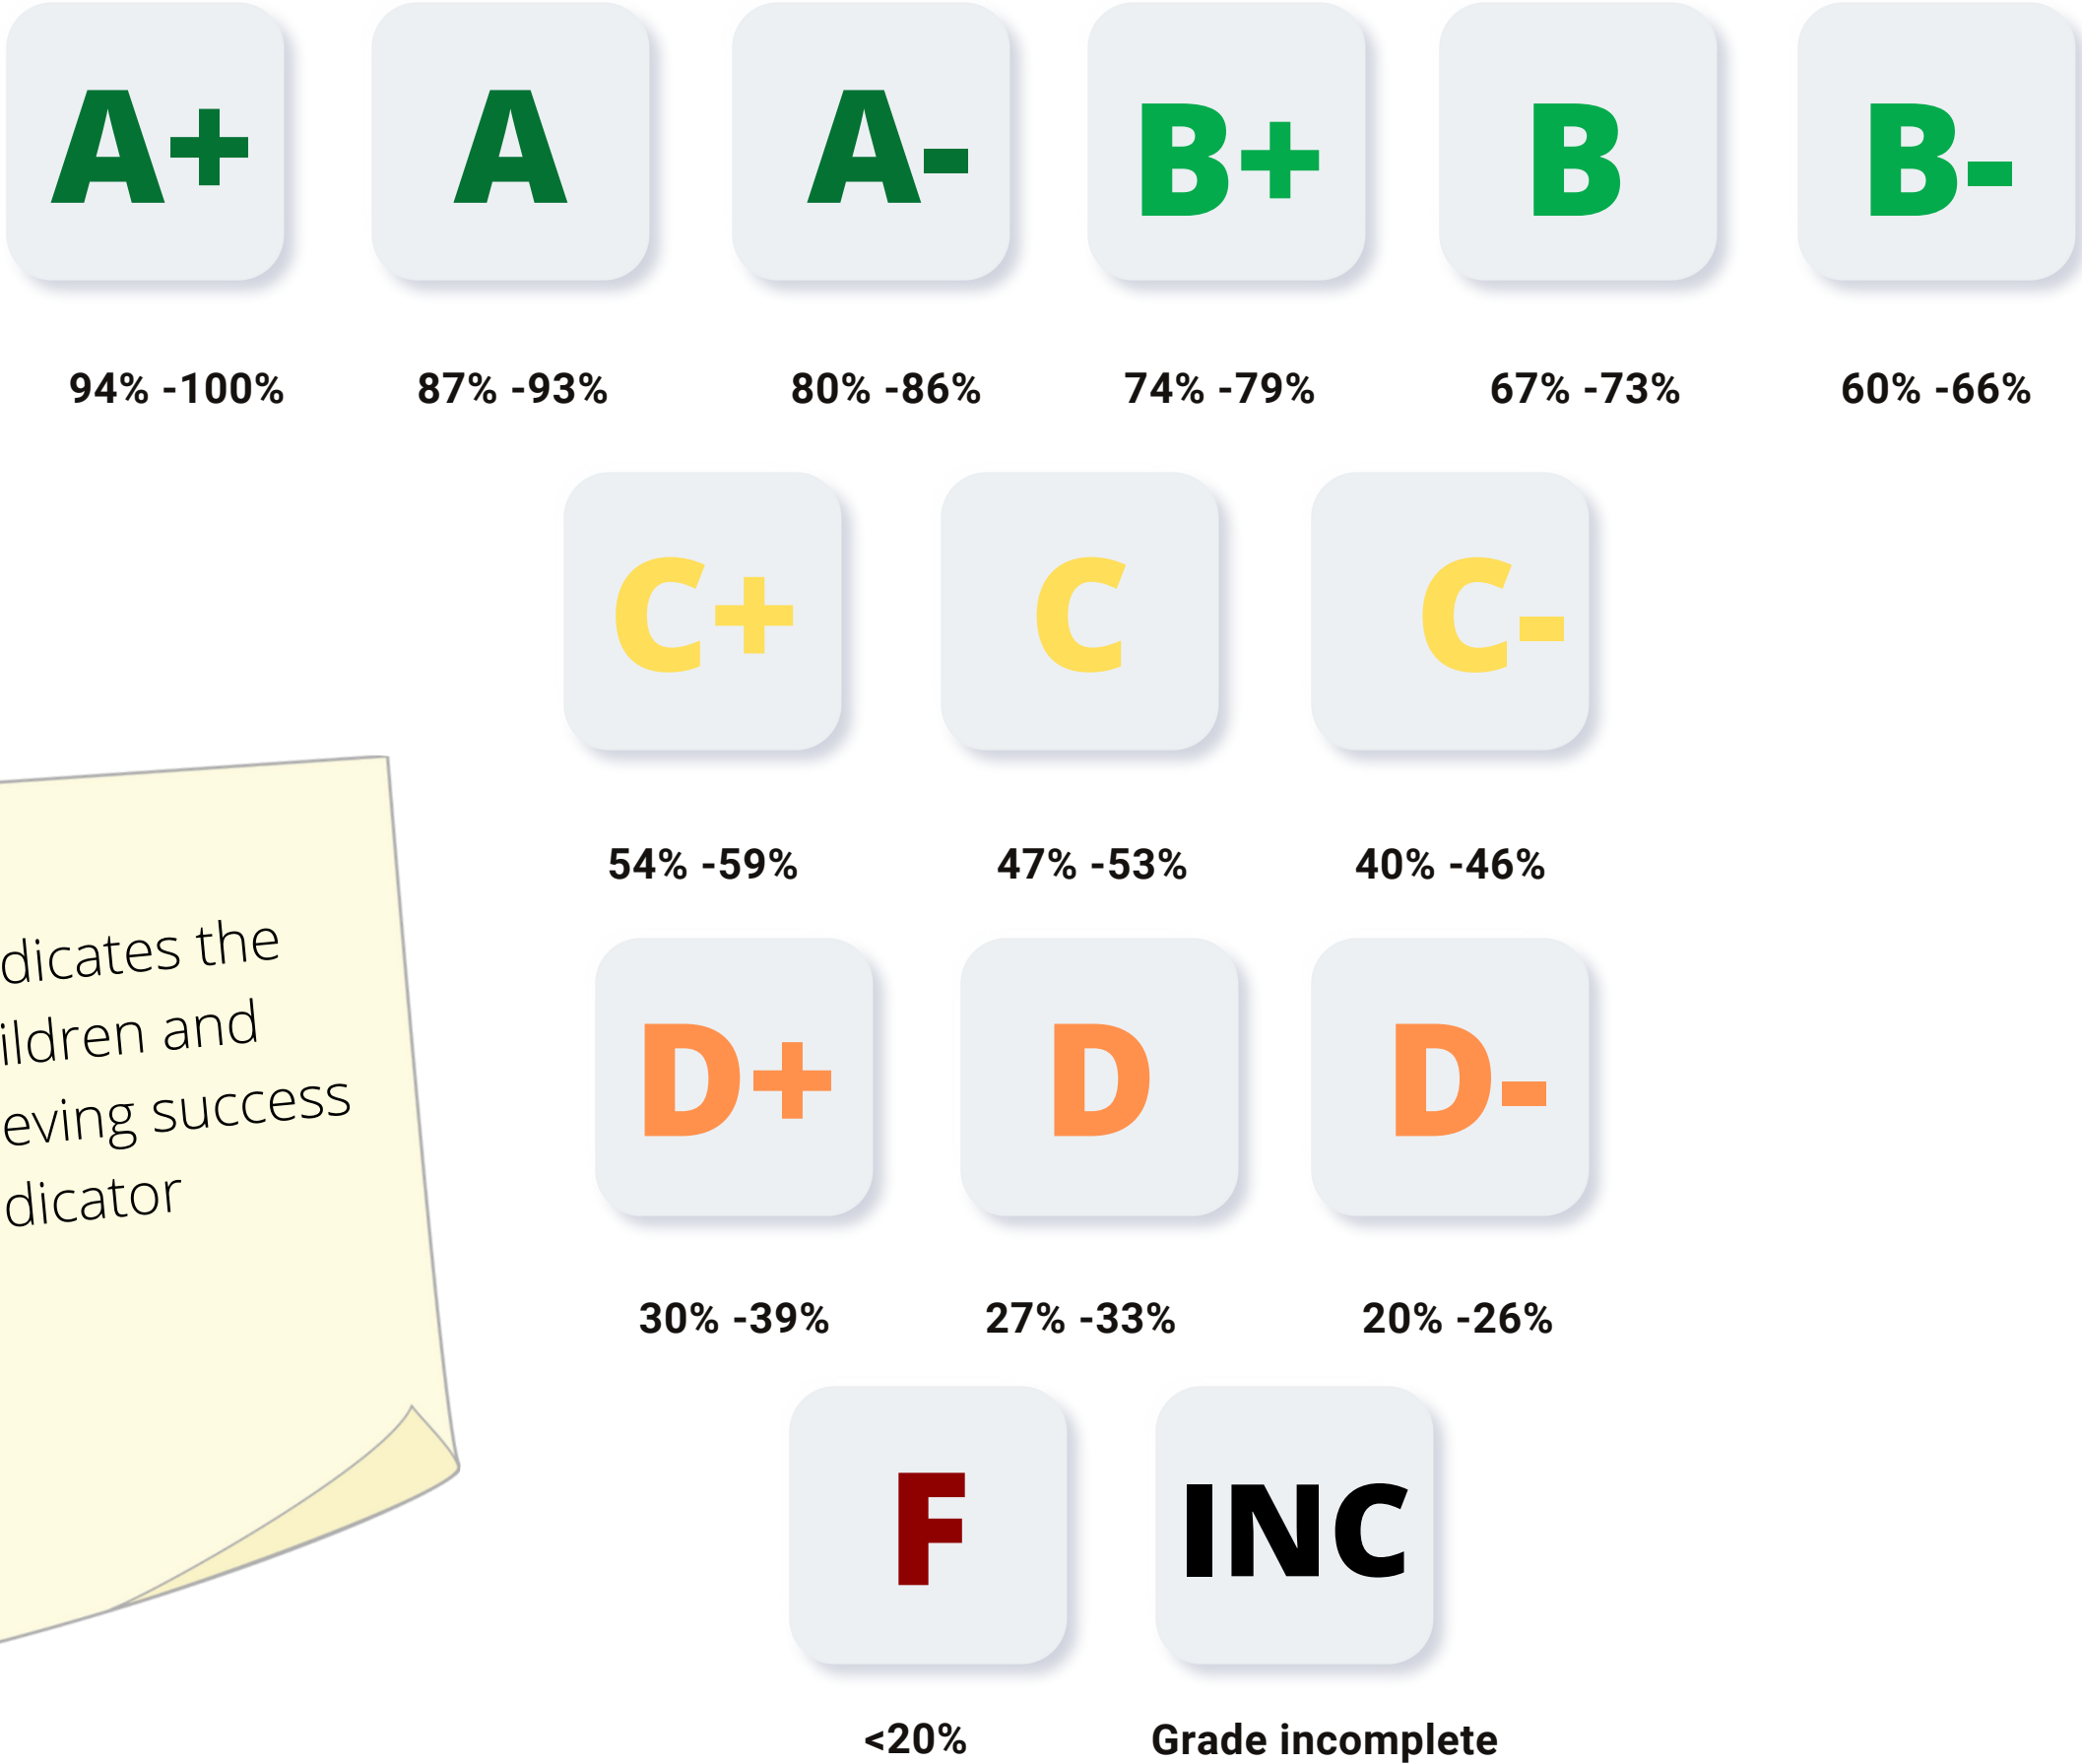 A+ A A- B+ B B-
94% -100% 87% -93% 80% -86% 74% -79% 67% -73% 60% -66%
C+ C C-
54% -59% 47% -53% 40% -46%
dicates the
ildren and
eving success
dicator
D+ D D-
30% -39% 27% -33% 20% -26%
F INC
<20% Grade incomplete